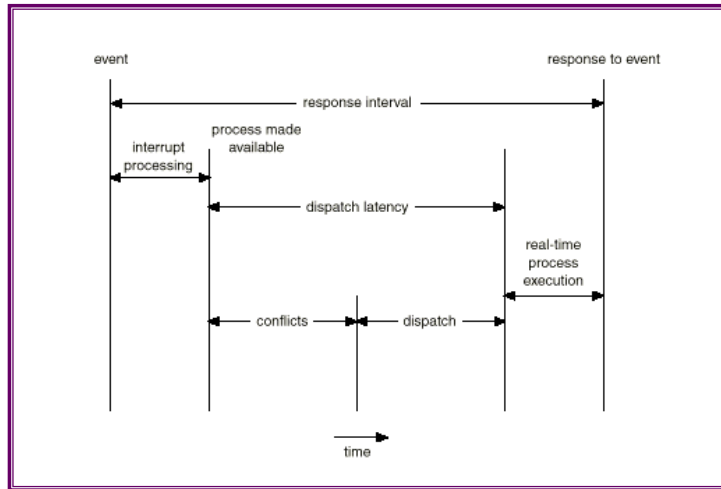 event
response to event
response interval
process made
available
interrupt
processing
dispatch latency
real-time
process
execution
conflicts
dispatch
time